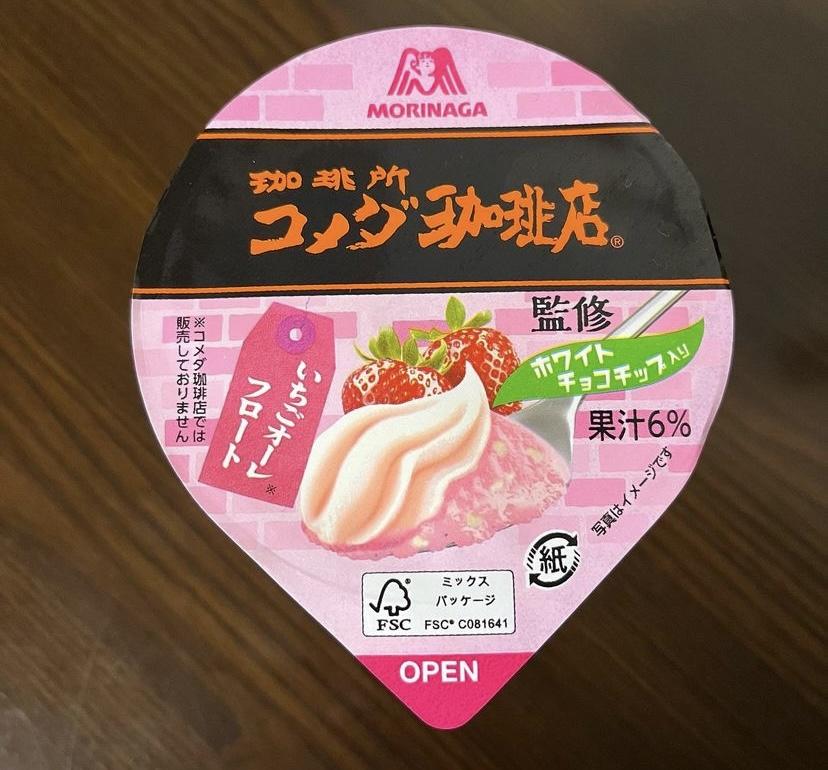 MORINAGA
珈琲所
コメダ珈琲店®
監修
ホワイト
チョコチップ入り
果汁6%
いちごオーレ
フロート※
※コメダ珈琲店では
販売しておりません
写真はイメージです
紙
ミックス
パッケージ
FSC® C081641
FSC®
OPEN